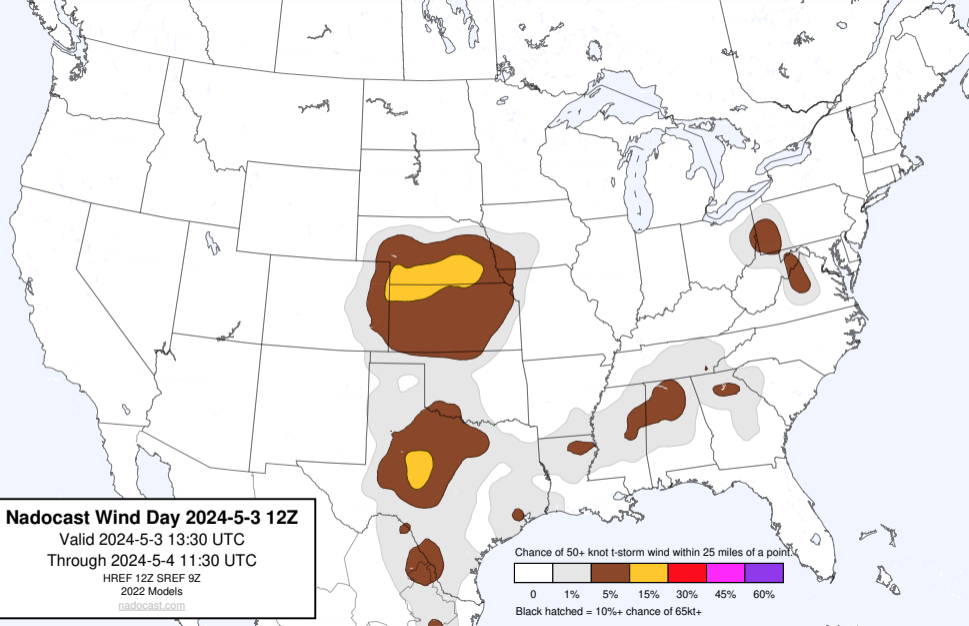 Nadocast Wind Day 2024-5-3 12Z
Valid 2024-5-3 13:30 UTC
Through 2024-5-4 11:30 UTC
HREF 12Z SREF 9Z
2022 Models
nadocast.com
Chance of 50+ knot t-storm wind within 25 miles of a point.
0 1% 5% 15% 30% 45% 60%
Black hatched = 10%+ chance of 65kt+